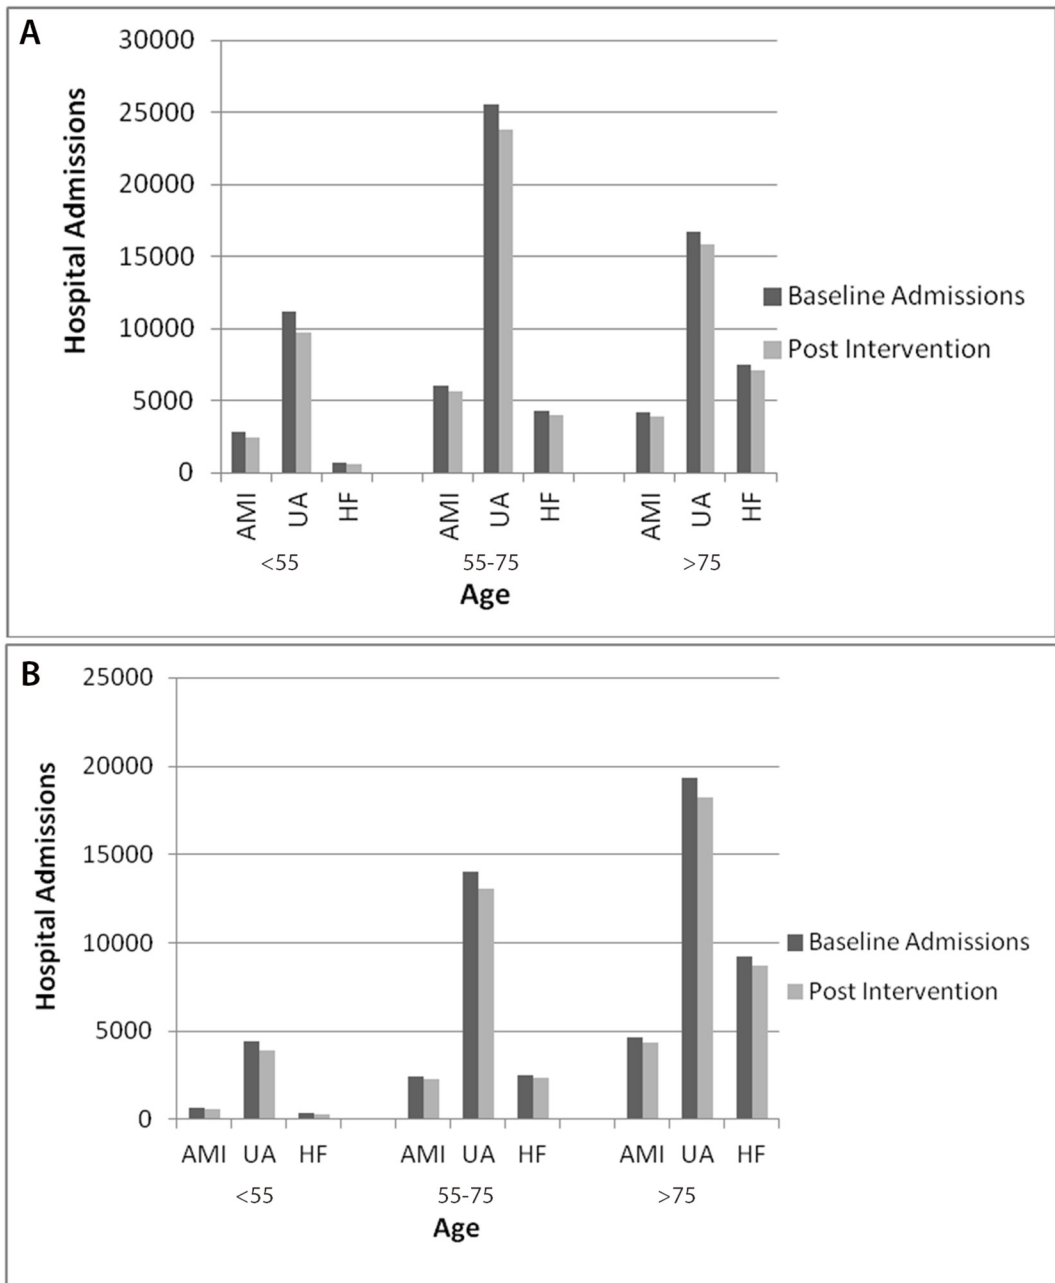 A
Hospital Admissions
30000
25000
20000
15000
10000
5000
0
Baseline Admissions
Post Intervention
AMI UA HF AMI UA HF AMI UA HF
<55 55-75 >75
Age
B
Hospital Admissions
25000
20000
15000
10000
5000
0
Baseline Admissions
Post Intervention
AMI UA HF AMI UA HF AMI UA HF
<55 55-75 >75
Age